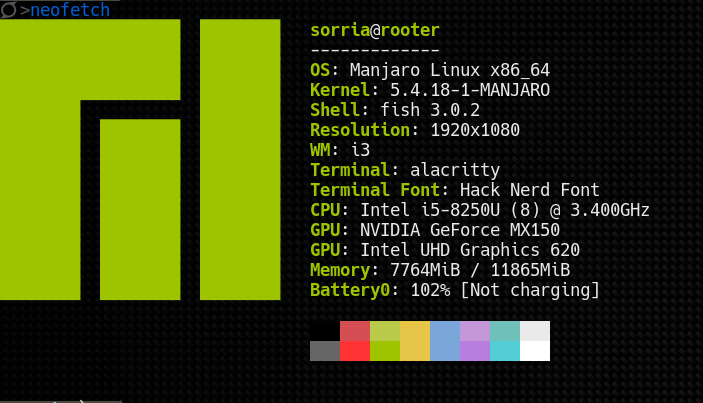 >neofetch
sorria@rooter
-------------
OS: Manjaro Linux x86_64
Kernel: 5.4.18-1-MANJARO
Shell: fish 3.0.2
Resolution: 1920x1080
WM: i3
Terminal: alacritty
Terminal Font: Hack Nerd Font
CPU: Intel i5-8250U (8) @ 3.400GHz
GPU: NVIDIA GeForce MX150
GPU: Intel UHD Graphics 620
Memory: 7764MiB / 11865MiB
Battery0: 102% [Not charging]